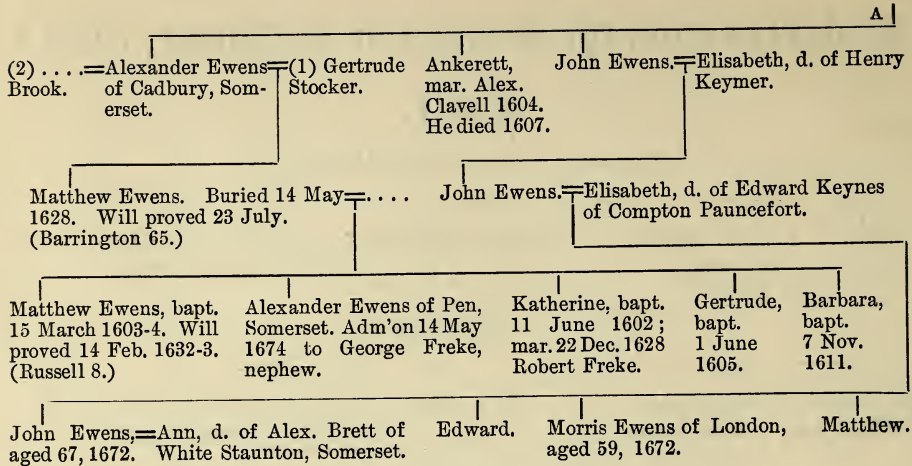 A
(2) . . . .=Alexander Ewens=(1) Gertrude
Brook. of Cadbury, Som- Stocker.
erset.
Ankerett,
mar. Alex.
Clavell 1604.
He died 1607.
John Ewens.=Elisabeth, d. of Henry
Keymer.
Matthew Ewens. Buried 14 May=. . . .
1628. Will proved 23 July.
(Barrington 65.)
John Ewens.=Elisabeth, d. of Edward Keynes
of Compton Pauncefort.
Matthew Ewens, bapt.
15 March 1603-4. Will
proved 14 Feb. 1632-3.
(Russell 8.)
Alexander Ewens of Pen,
Somerset. Adm'on 14 May
1674 to George Freke,
nephew.
Katherine, bapt.
11 June 1602;
mar. 22 Dec. 1628
Robert Freke.
Gertrude,
bapt.
1 June
1605.
Barbara,
bapt.
7 Nov.
1611.
John Ewens,=Ann, d. of Alex. Brett of
aged 67, 1672. White Staunton, Somerset.
Edward.
Morris Ewens of London,
aged 59, 1672.
Matthew.